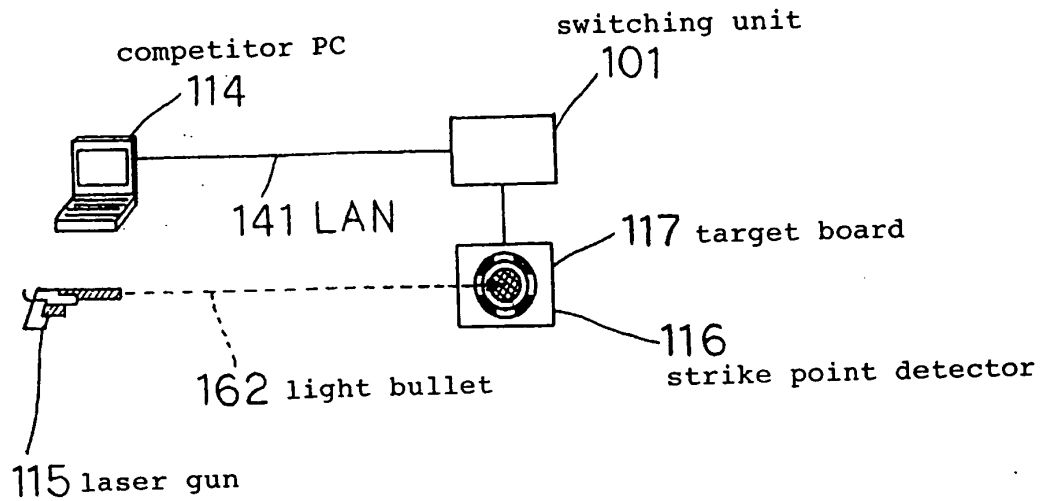 competitor PC
114
switching unit
101
141 LAN
117 target board
116
strike point detector
162 light bullet
115 laser gun